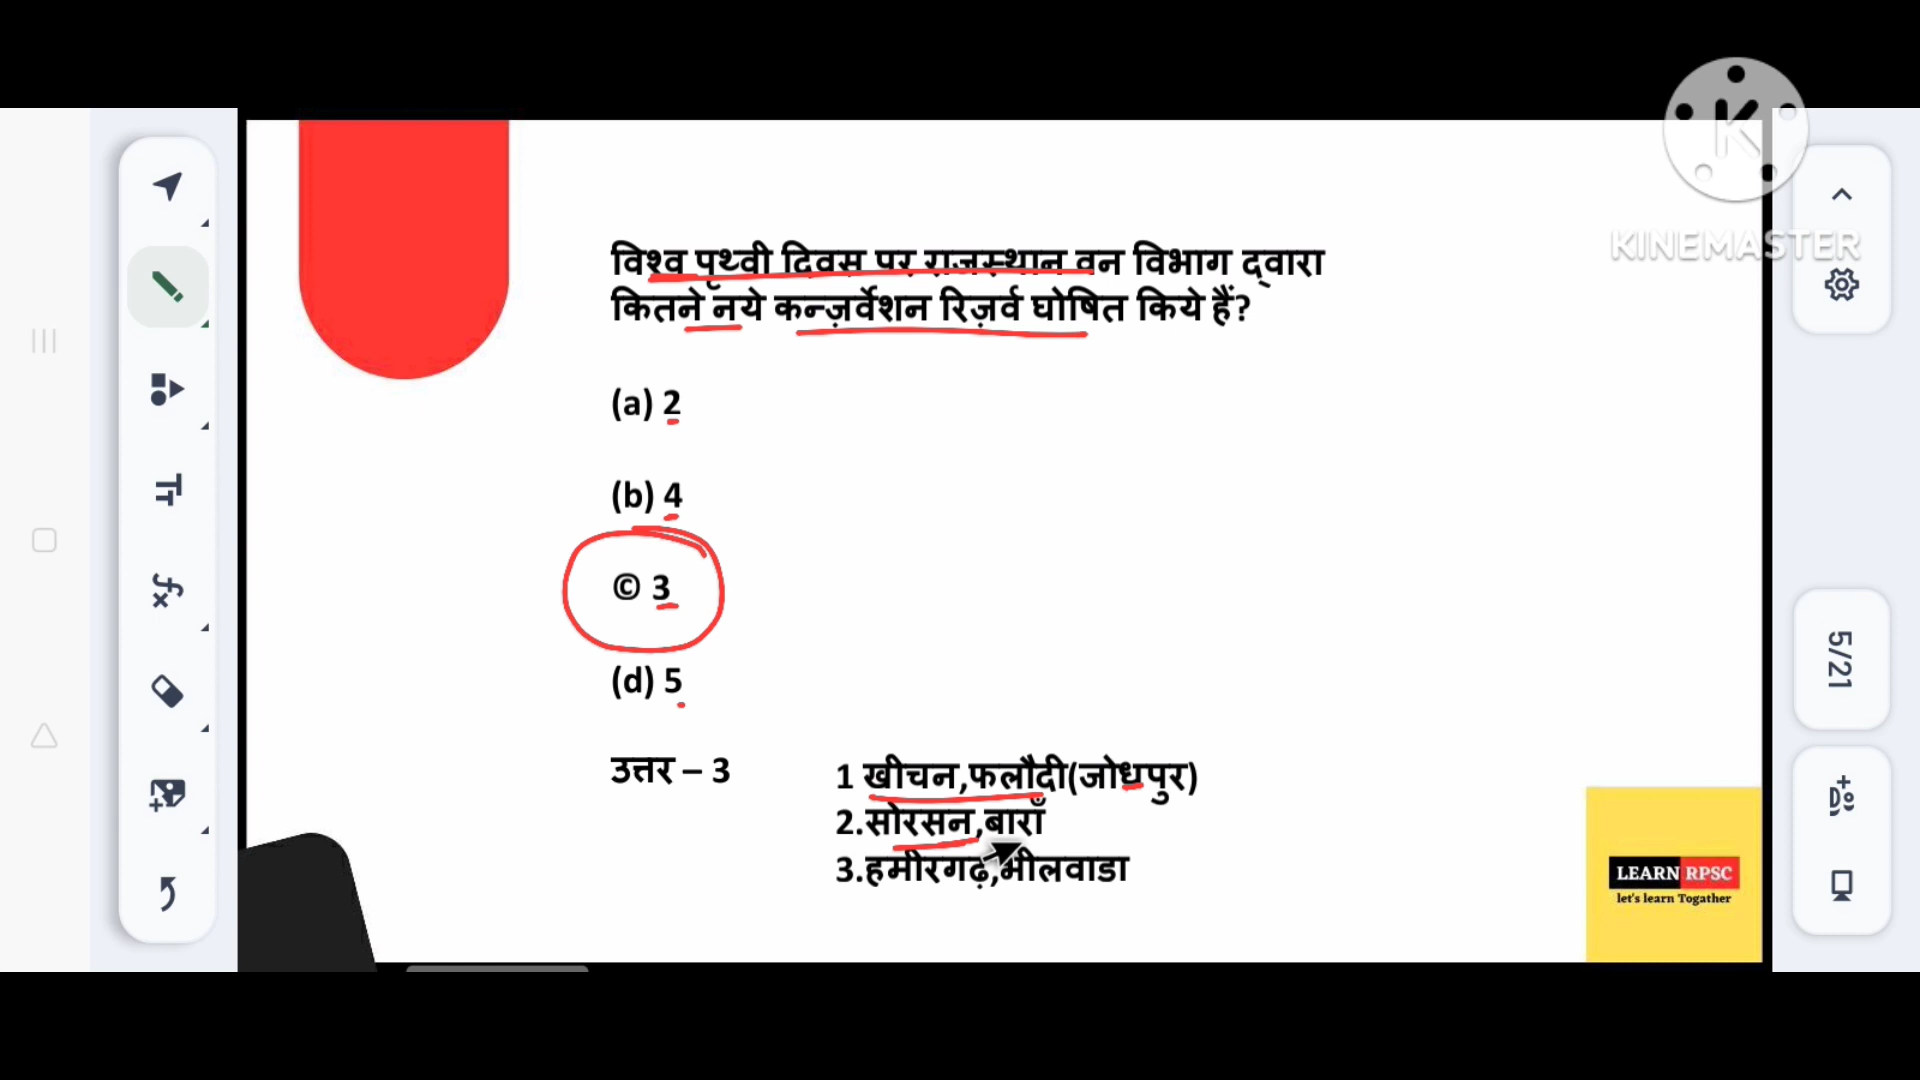 KINEMASTER
विश्व पृथ्वी दिवस पर राजस्थान वन विभाग द्वारा
कितने नये कन्ज़र्वेशन रिज़र्व घोषित किये हैं?
(a) 2
(b) 4
© 3
(d) 5
उत्तर – 3
1 खीचन,फलौदी(जोधपुर)
2.सोरसन,बाराँ
3.हमीरगढ़,भीलवाडा
5/21
LEARN RPSC
let's learn Togather